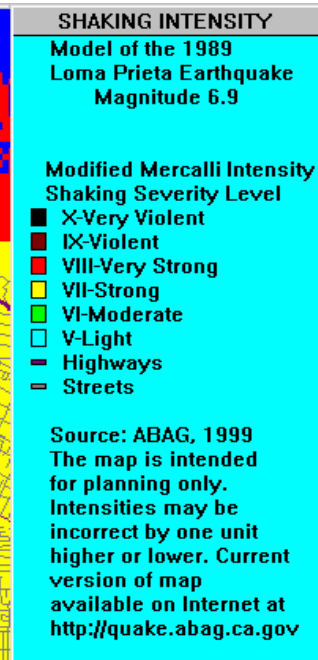 SHAKING INTENSITY
Model of the 1989
Loma Prieta Earthquake
Magnitude 6.9
Modified Mercalli Intensity
Shaking Severity Level
X-Very Violent
IX-Violent
VIII-Very Strong
VII-Strong
VI-Moderate
V-Light
Highways
Streets
Source: ABAG, 1999
The map is intended
for planning only.
Intensities may be
incorrect by one unit
higher or lower. Current
version of map
available on Internet at
http://quake.abag.ca.gov